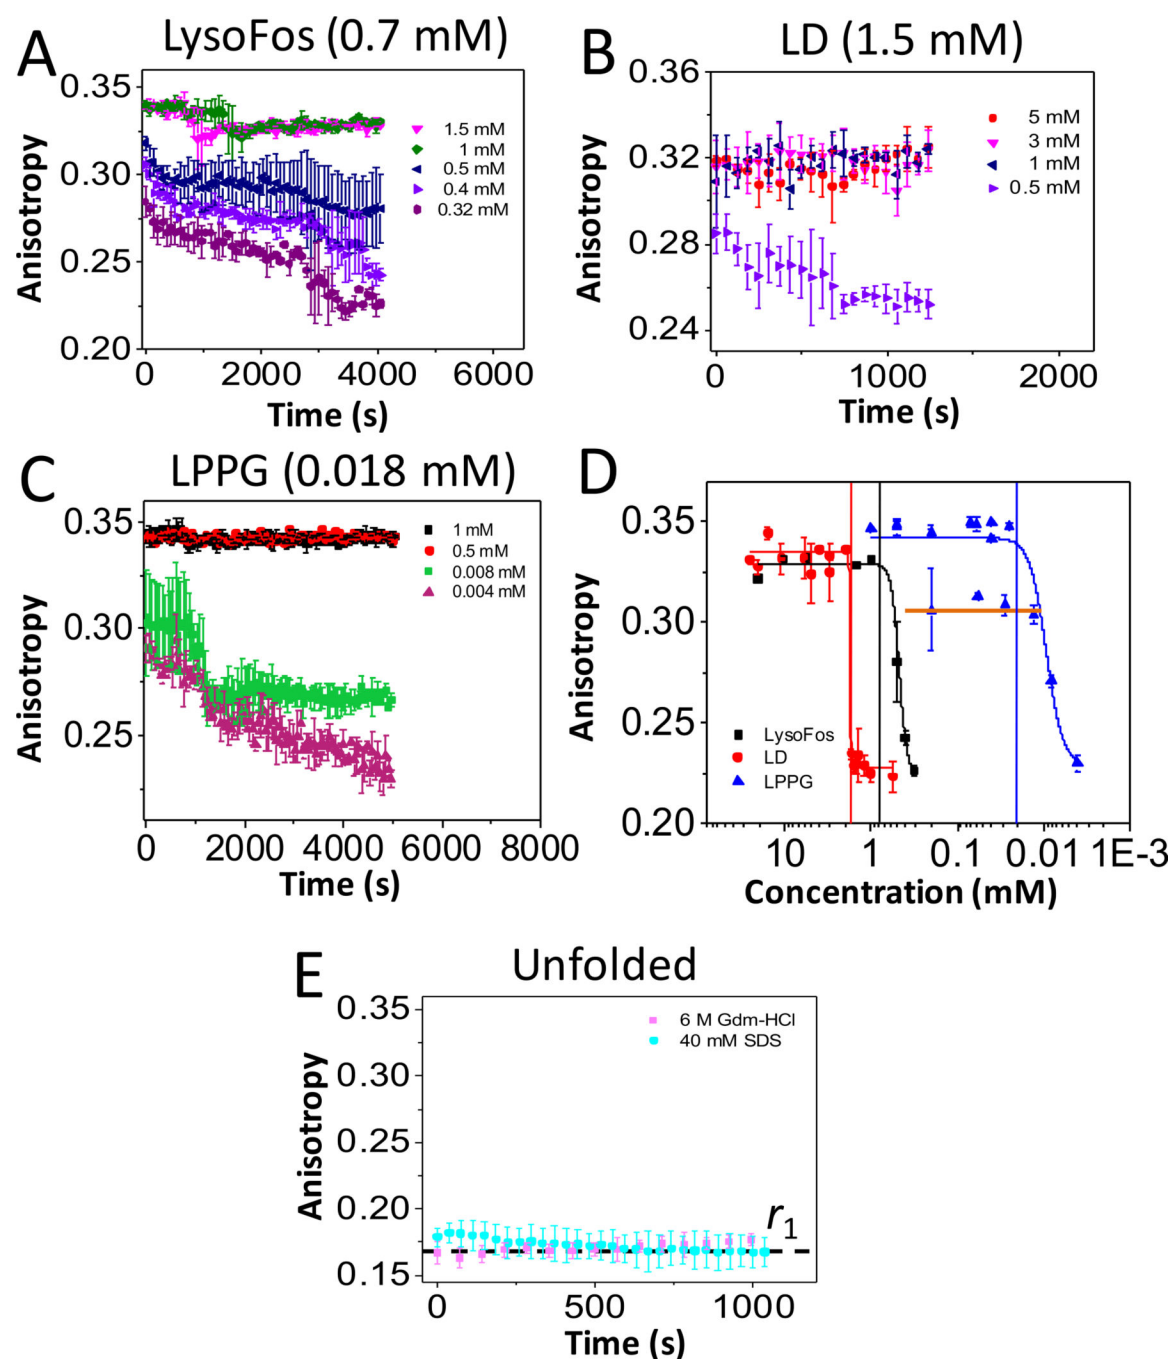 A
LysoFos (0.7 mM)
Anisotropy
0.35
0.30
0.25
0.20
1.5 mM
1 mM
0.5 mM
0.4 mM
0.32 mM
0 2000 4000 6000
Time (s)
B
LD (1.5 mM)
Anisotropy
0.36
0.32
0.28
0.24
5 mM
3 mM
1 mM
0.5 mM
0 1000 2000
Time (s)
C
LPPG (0.018 mM)
Anisotropy
0.35
0.30
0.25
1 mM
0.5 mM
0.008 mM
0.004 mM
0 2000 4000 6000 8000
Time (s)
D
Anisotropy
0.35
0.30
0.25
0.20
LysoFos
LD
LPPG
10 1 0.1 0.01 1E-3
Concentration (mM)
E
Unfolded
Anisotropy
0.35
0.30
0.25
0.20
0.15
6 M Gdm-HCl
40 mM SDS
r1
0 500 1000
Time (s)